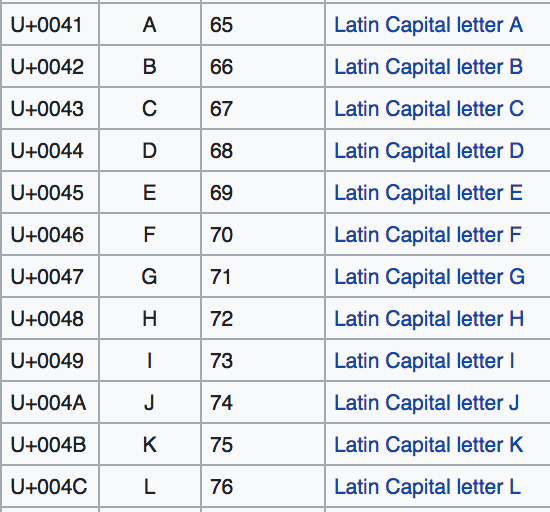 U+0041 A 65 Latin Capital letter A
U+0042 B 66 Latin Capital letter B
U+0043 C 67 Latin Capital letter C
U+0044 D 68 Latin Capital letter D
U+0045 E 69 Latin Capital letter E
U+0046 F 70 Latin Capital letter F
U+0047 G 71 Latin Capital letter G
U+0048 H 72 Latin Capital letter H
U+0049 I 73 Latin Capital letter I
U+004A J 74 Latin Capital letter J
U+004B K 75 Latin Capital letter K
U+004C L 76 Latin Capital letter L